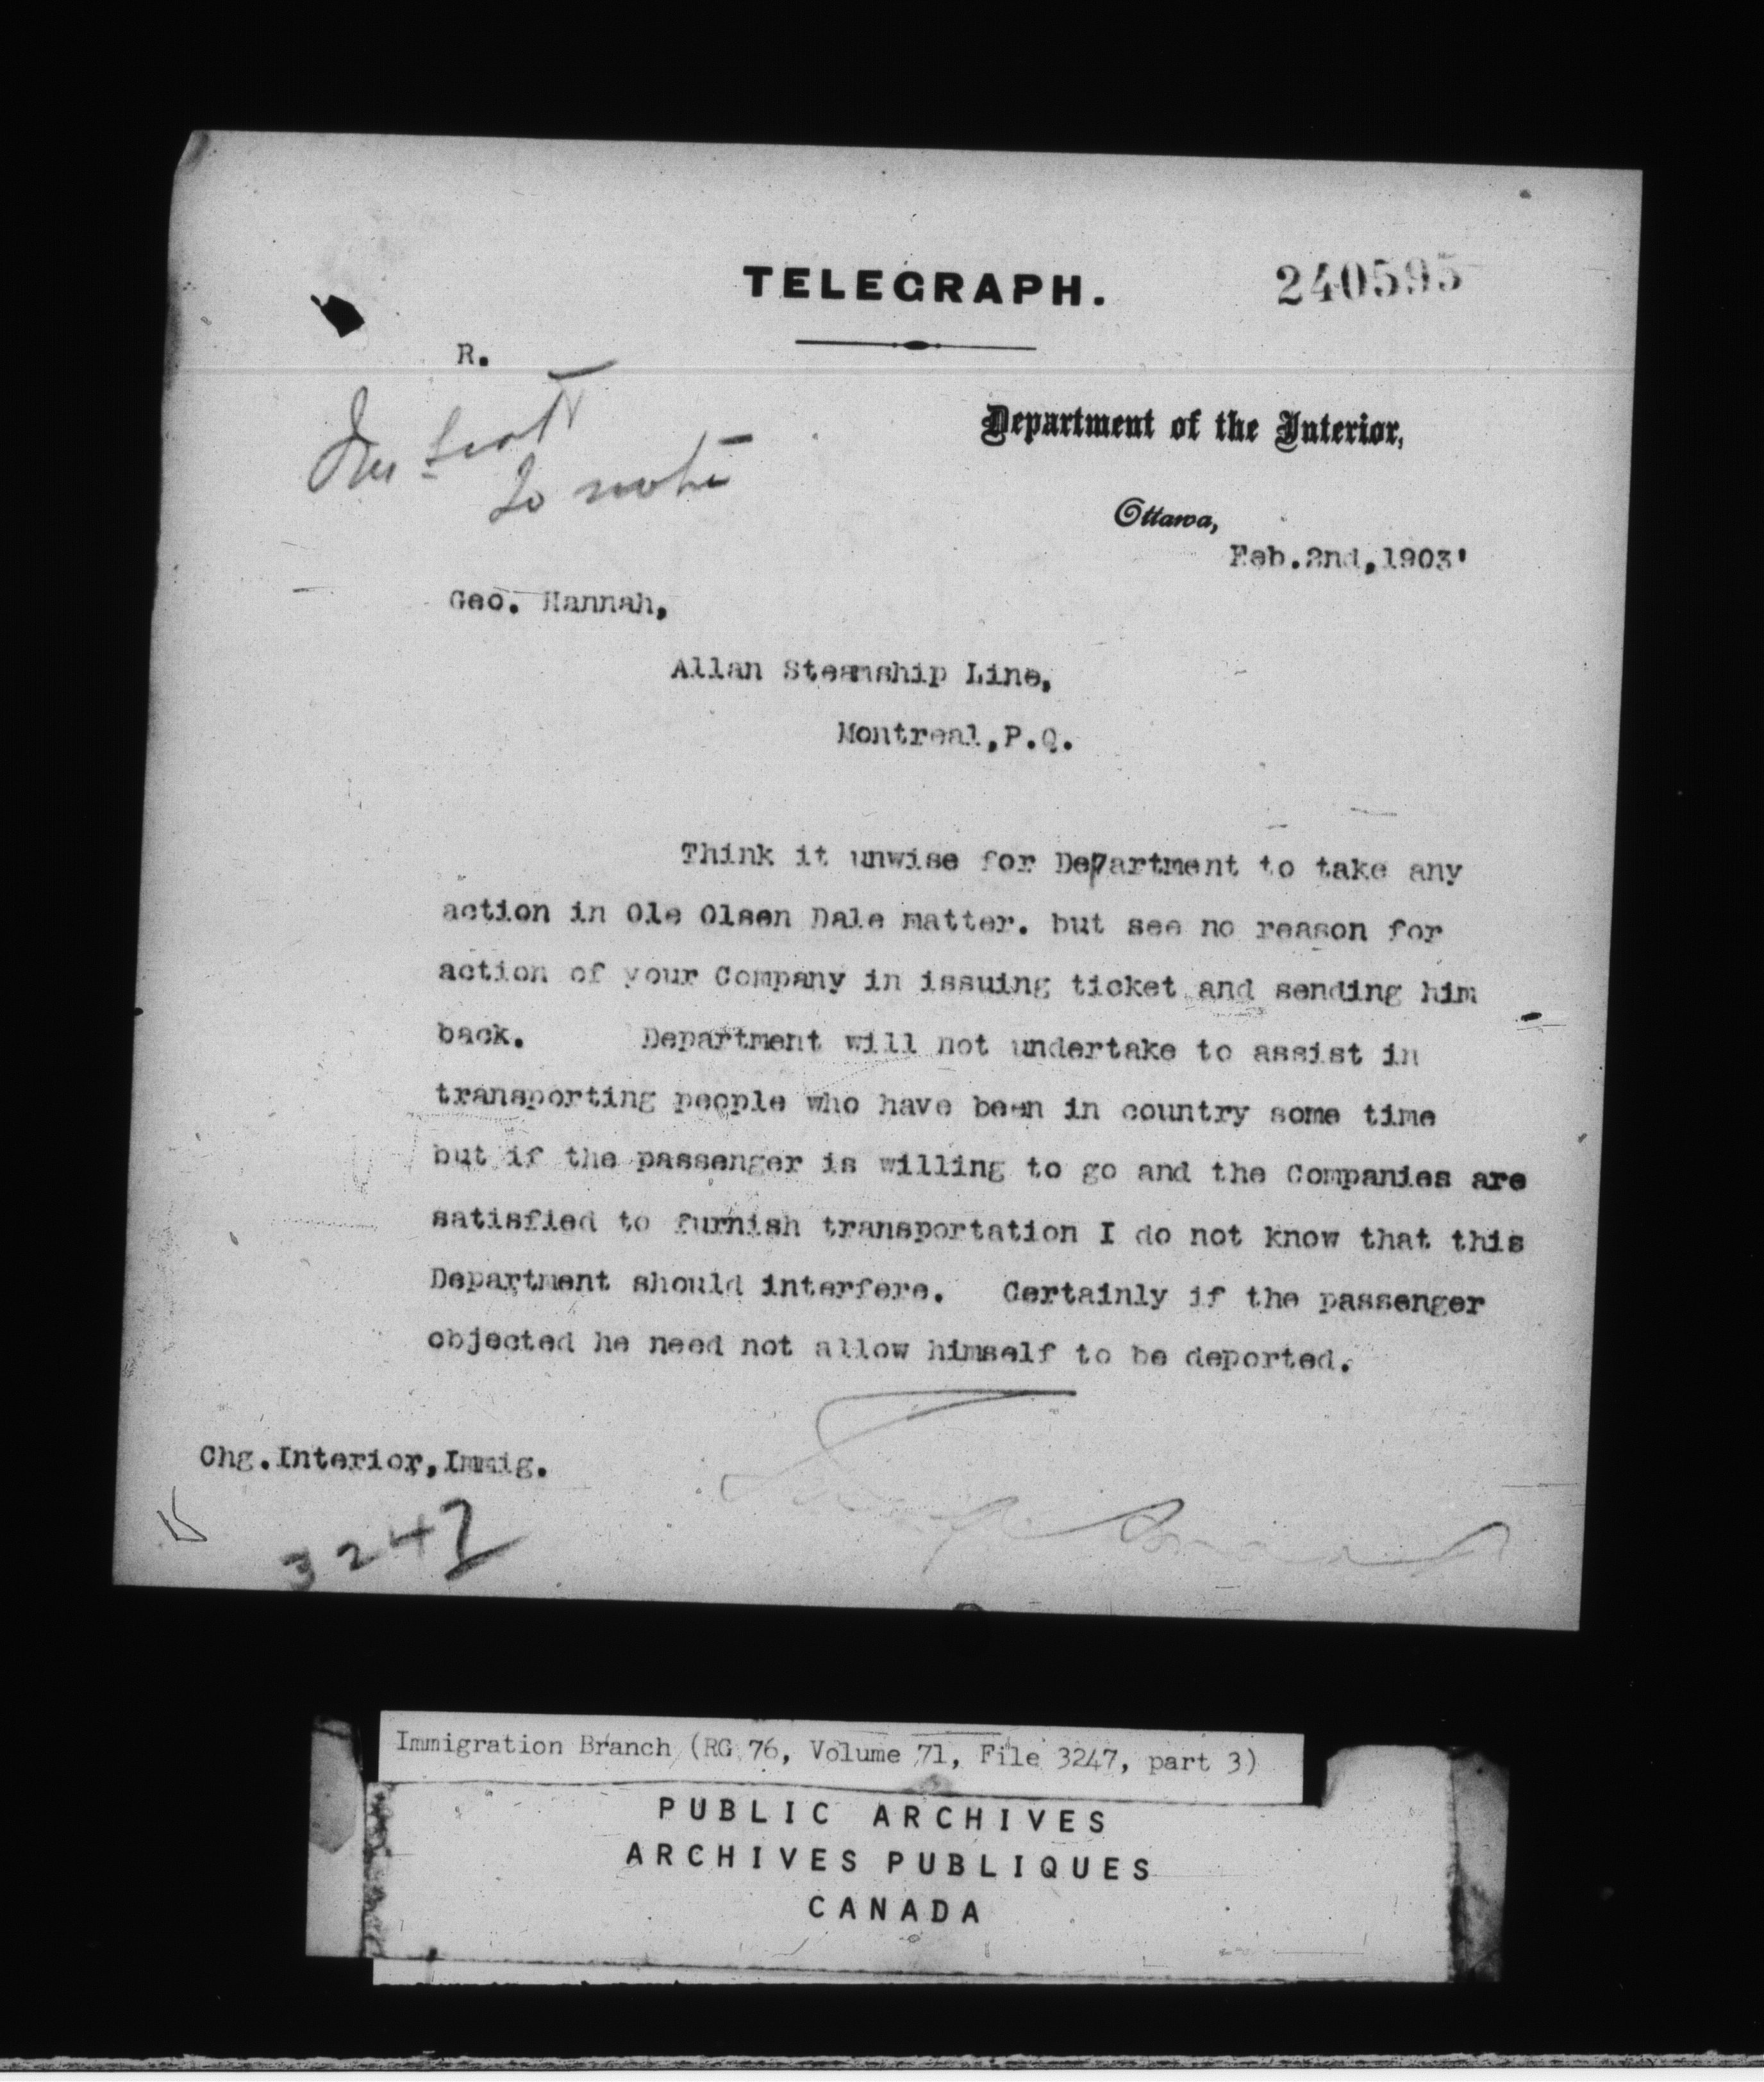 TELEGRAPH.
240595
R.
Mr Scott
To note
Department of the Interior,
Ottawa,
Feb.2nd,1903'
Geo. Hannah,
Allan Steamship Line,
Montreal,P.Q.
Think it unwise for Department to take any
action in Ole Olsen Dale matter. but see no reason for
action of your Company in issuing ticket and sending him
back. Department will not undertake to assist in
transporting people who have been in country some time
but if the passenger is willing to go and the Companies are
satisfied to furnish transportation I do not know that this
Department should interfere. Certainly if the passenger
objected he need not allow himself to be deported.
Chg.Interior,Immig.
3247
Immigration Branch (RG 76, Volume 71, File 3247, part 3)
PUBLIC ARCHIVES
ARCHIVES PUBLIQUES
CANADA